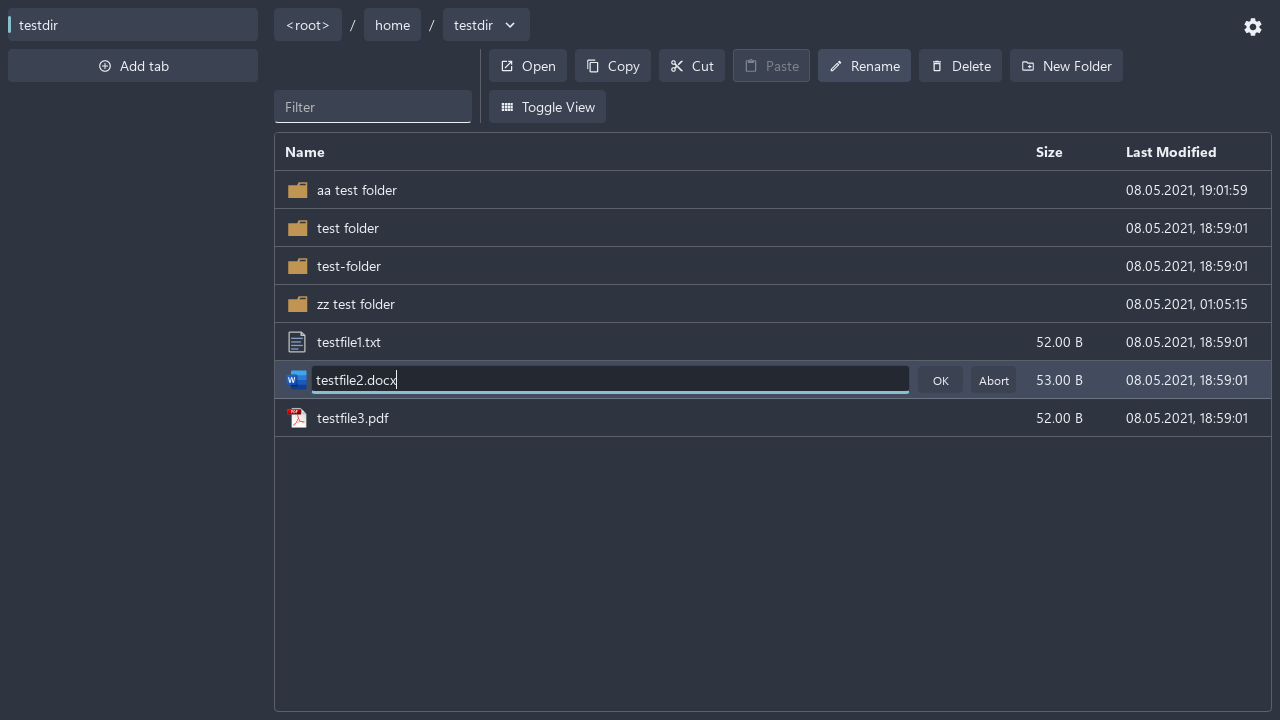 testdir
Add tab
<root> / home / testdir
Open Copy Cut Paste Rename Delete New Folder
Filter Toggle View
Name Size Last Modified
aa test folder 08.05.2021, 19:01:59
test folder 08.05.2021, 18:59:01
test-folder 08.05.2021, 18:59:01
zz test folder 08.05.2021, 01:05:15
testfile1.txt 52.00 B 08.05.2021, 18:59:01
W testfile2.docx OK Abort 53.00 B 08.05.2021, 18:59:01
PDF testfile3.pdf 52.00 B 08.05.2021, 18:59:01